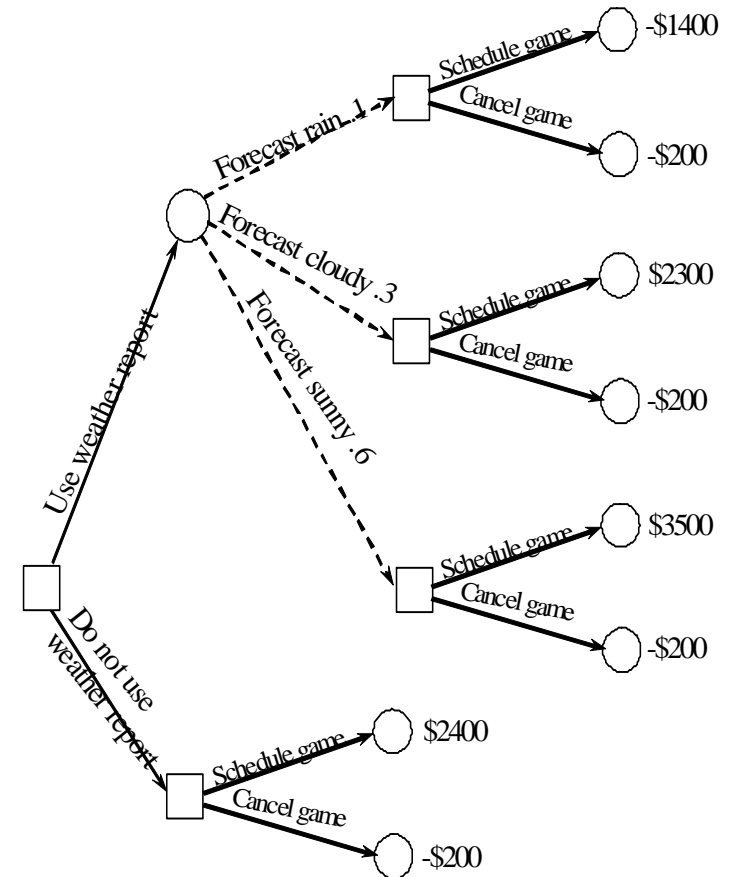 Schedule game
-$1400
Cancel game
-$200
Forecast rain .1
Forecast cloudy .3
Schedule game
$2300
Cancel game
-$200
Forecast sunny .6
Schedule game
$3500
Cancel game
-$200
Use weather report
Do not use
weather report
Schedule game
$2400
Cancel game
-$200